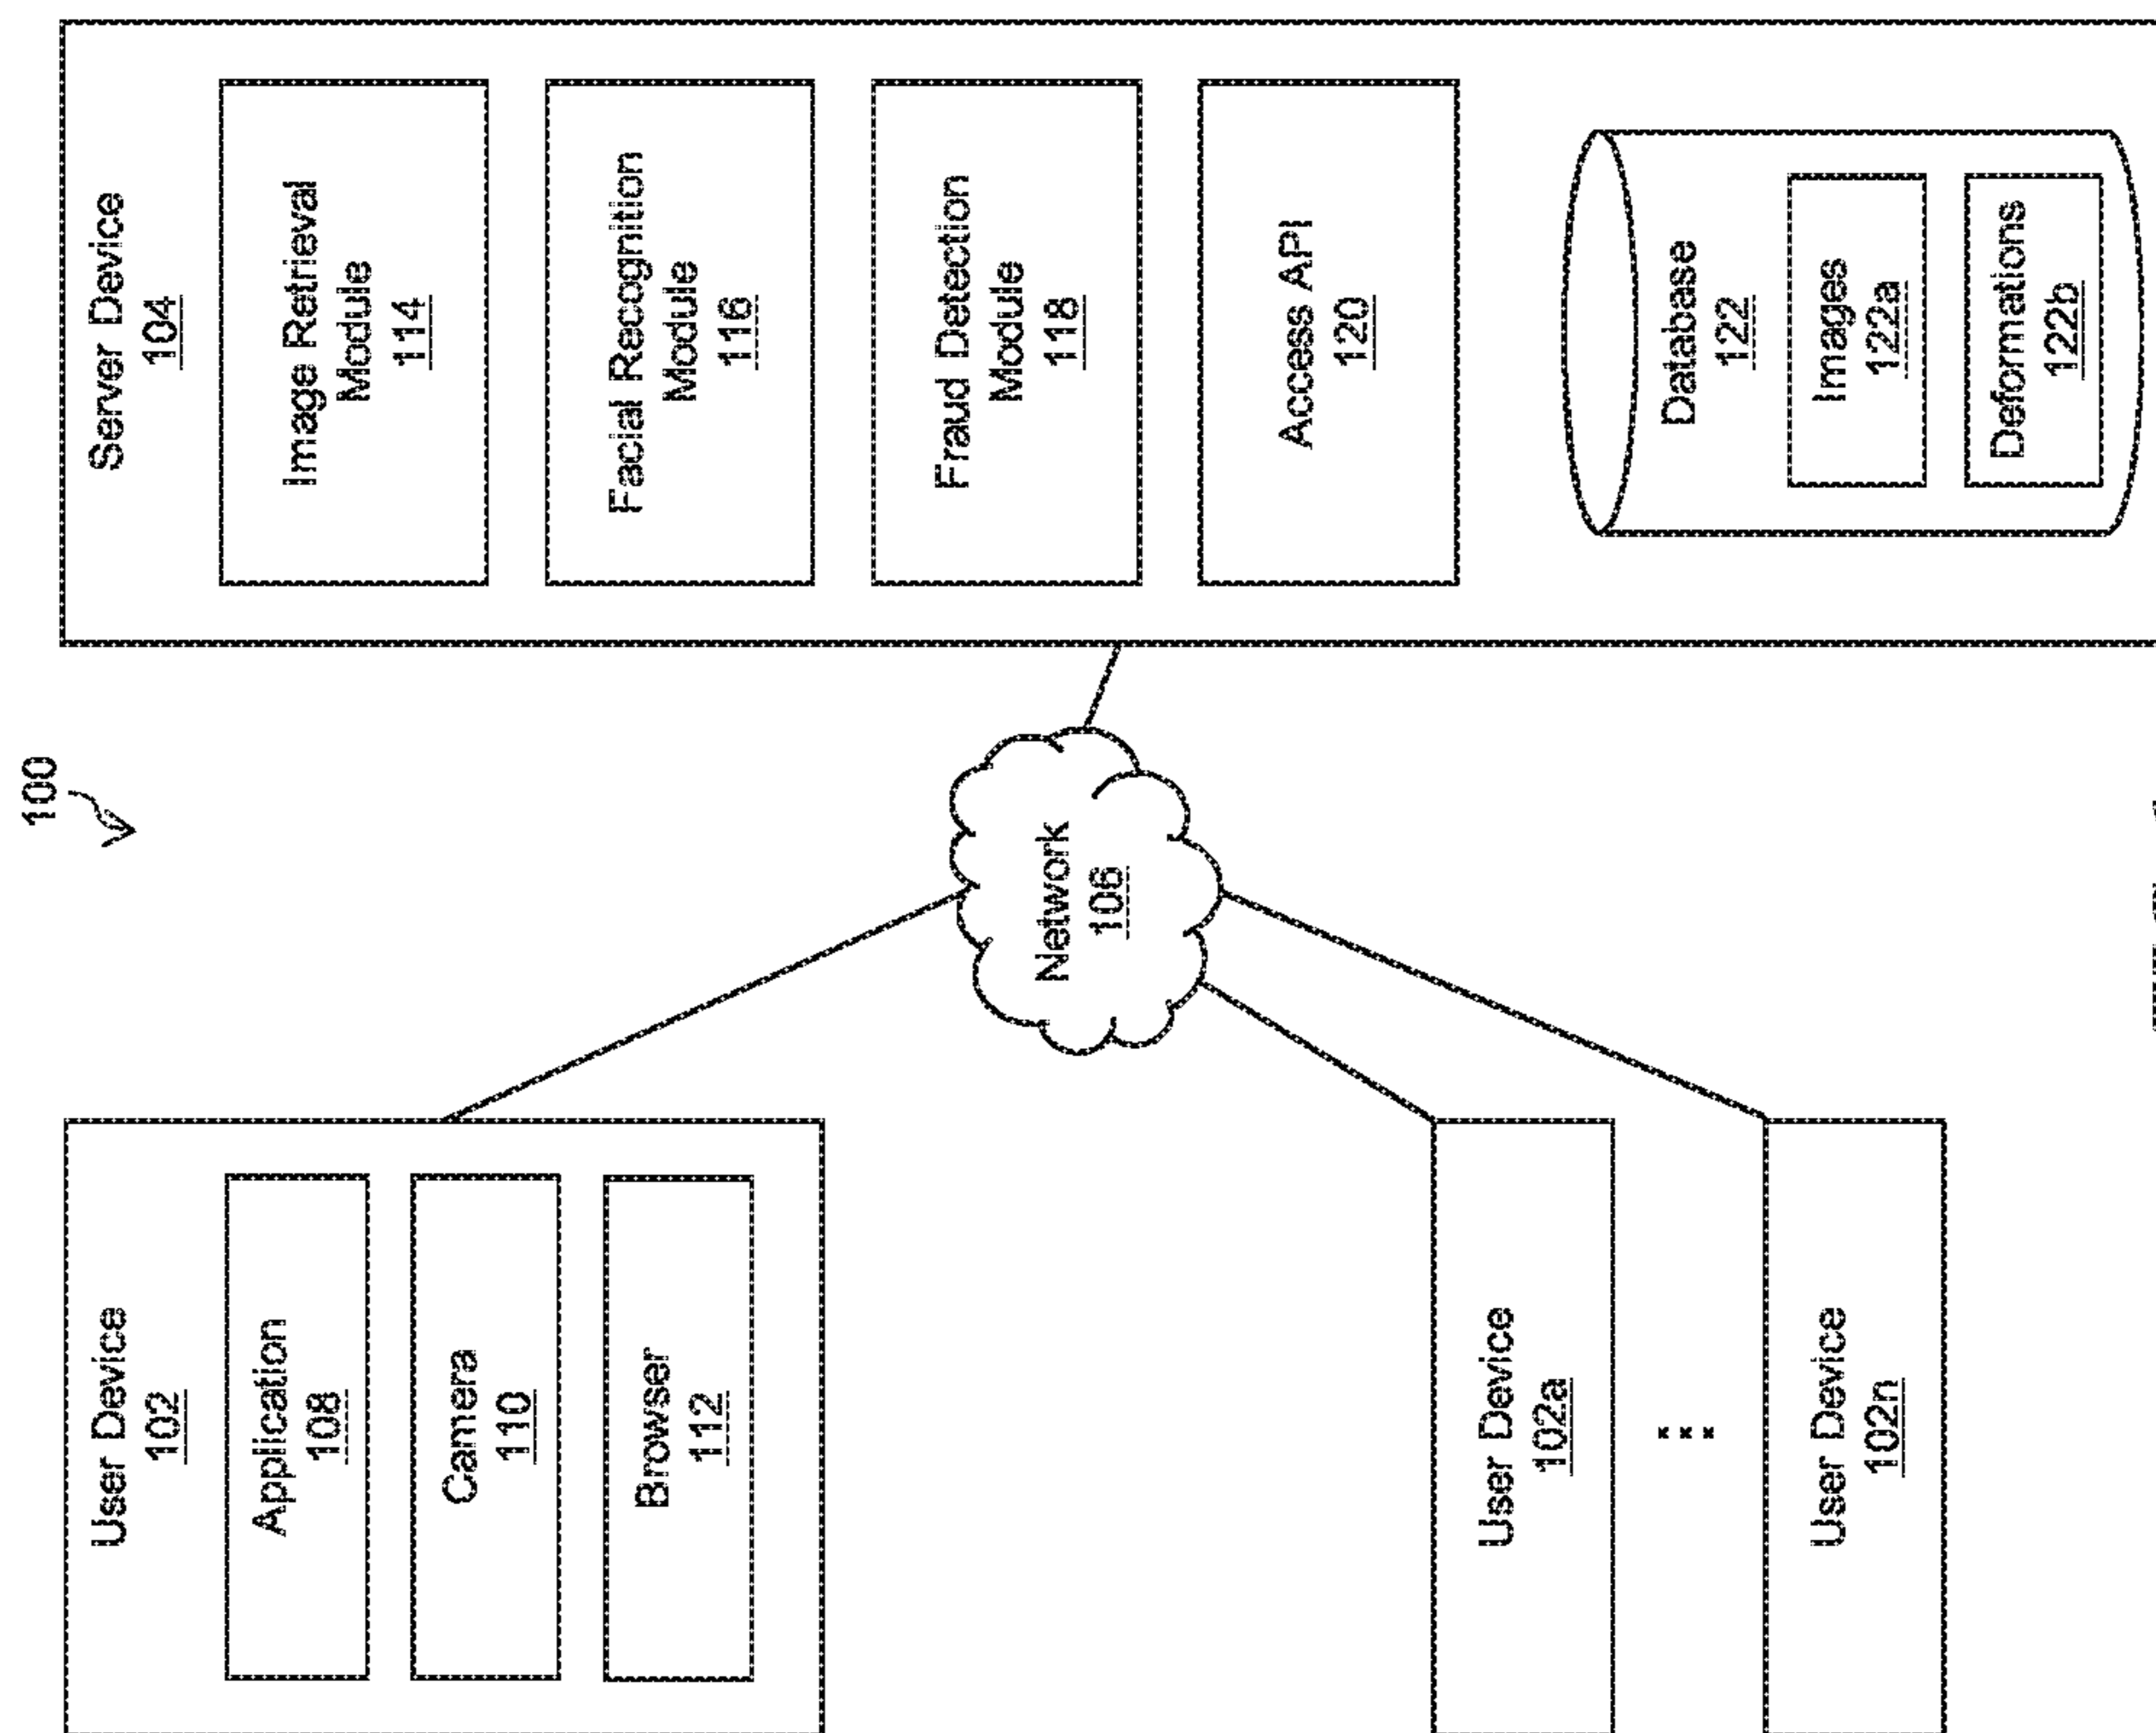 100
User Device
102
Application
108
Camera
110
Browser
112
User Device
102a
User Device
102n
Network
106
Server Device
104
Image Retrieval
Module
114
Facial Recognition
Module
116
Fraud Detection
Module
118
Access API
120
Database
122
Images
122a
Deformations
122b